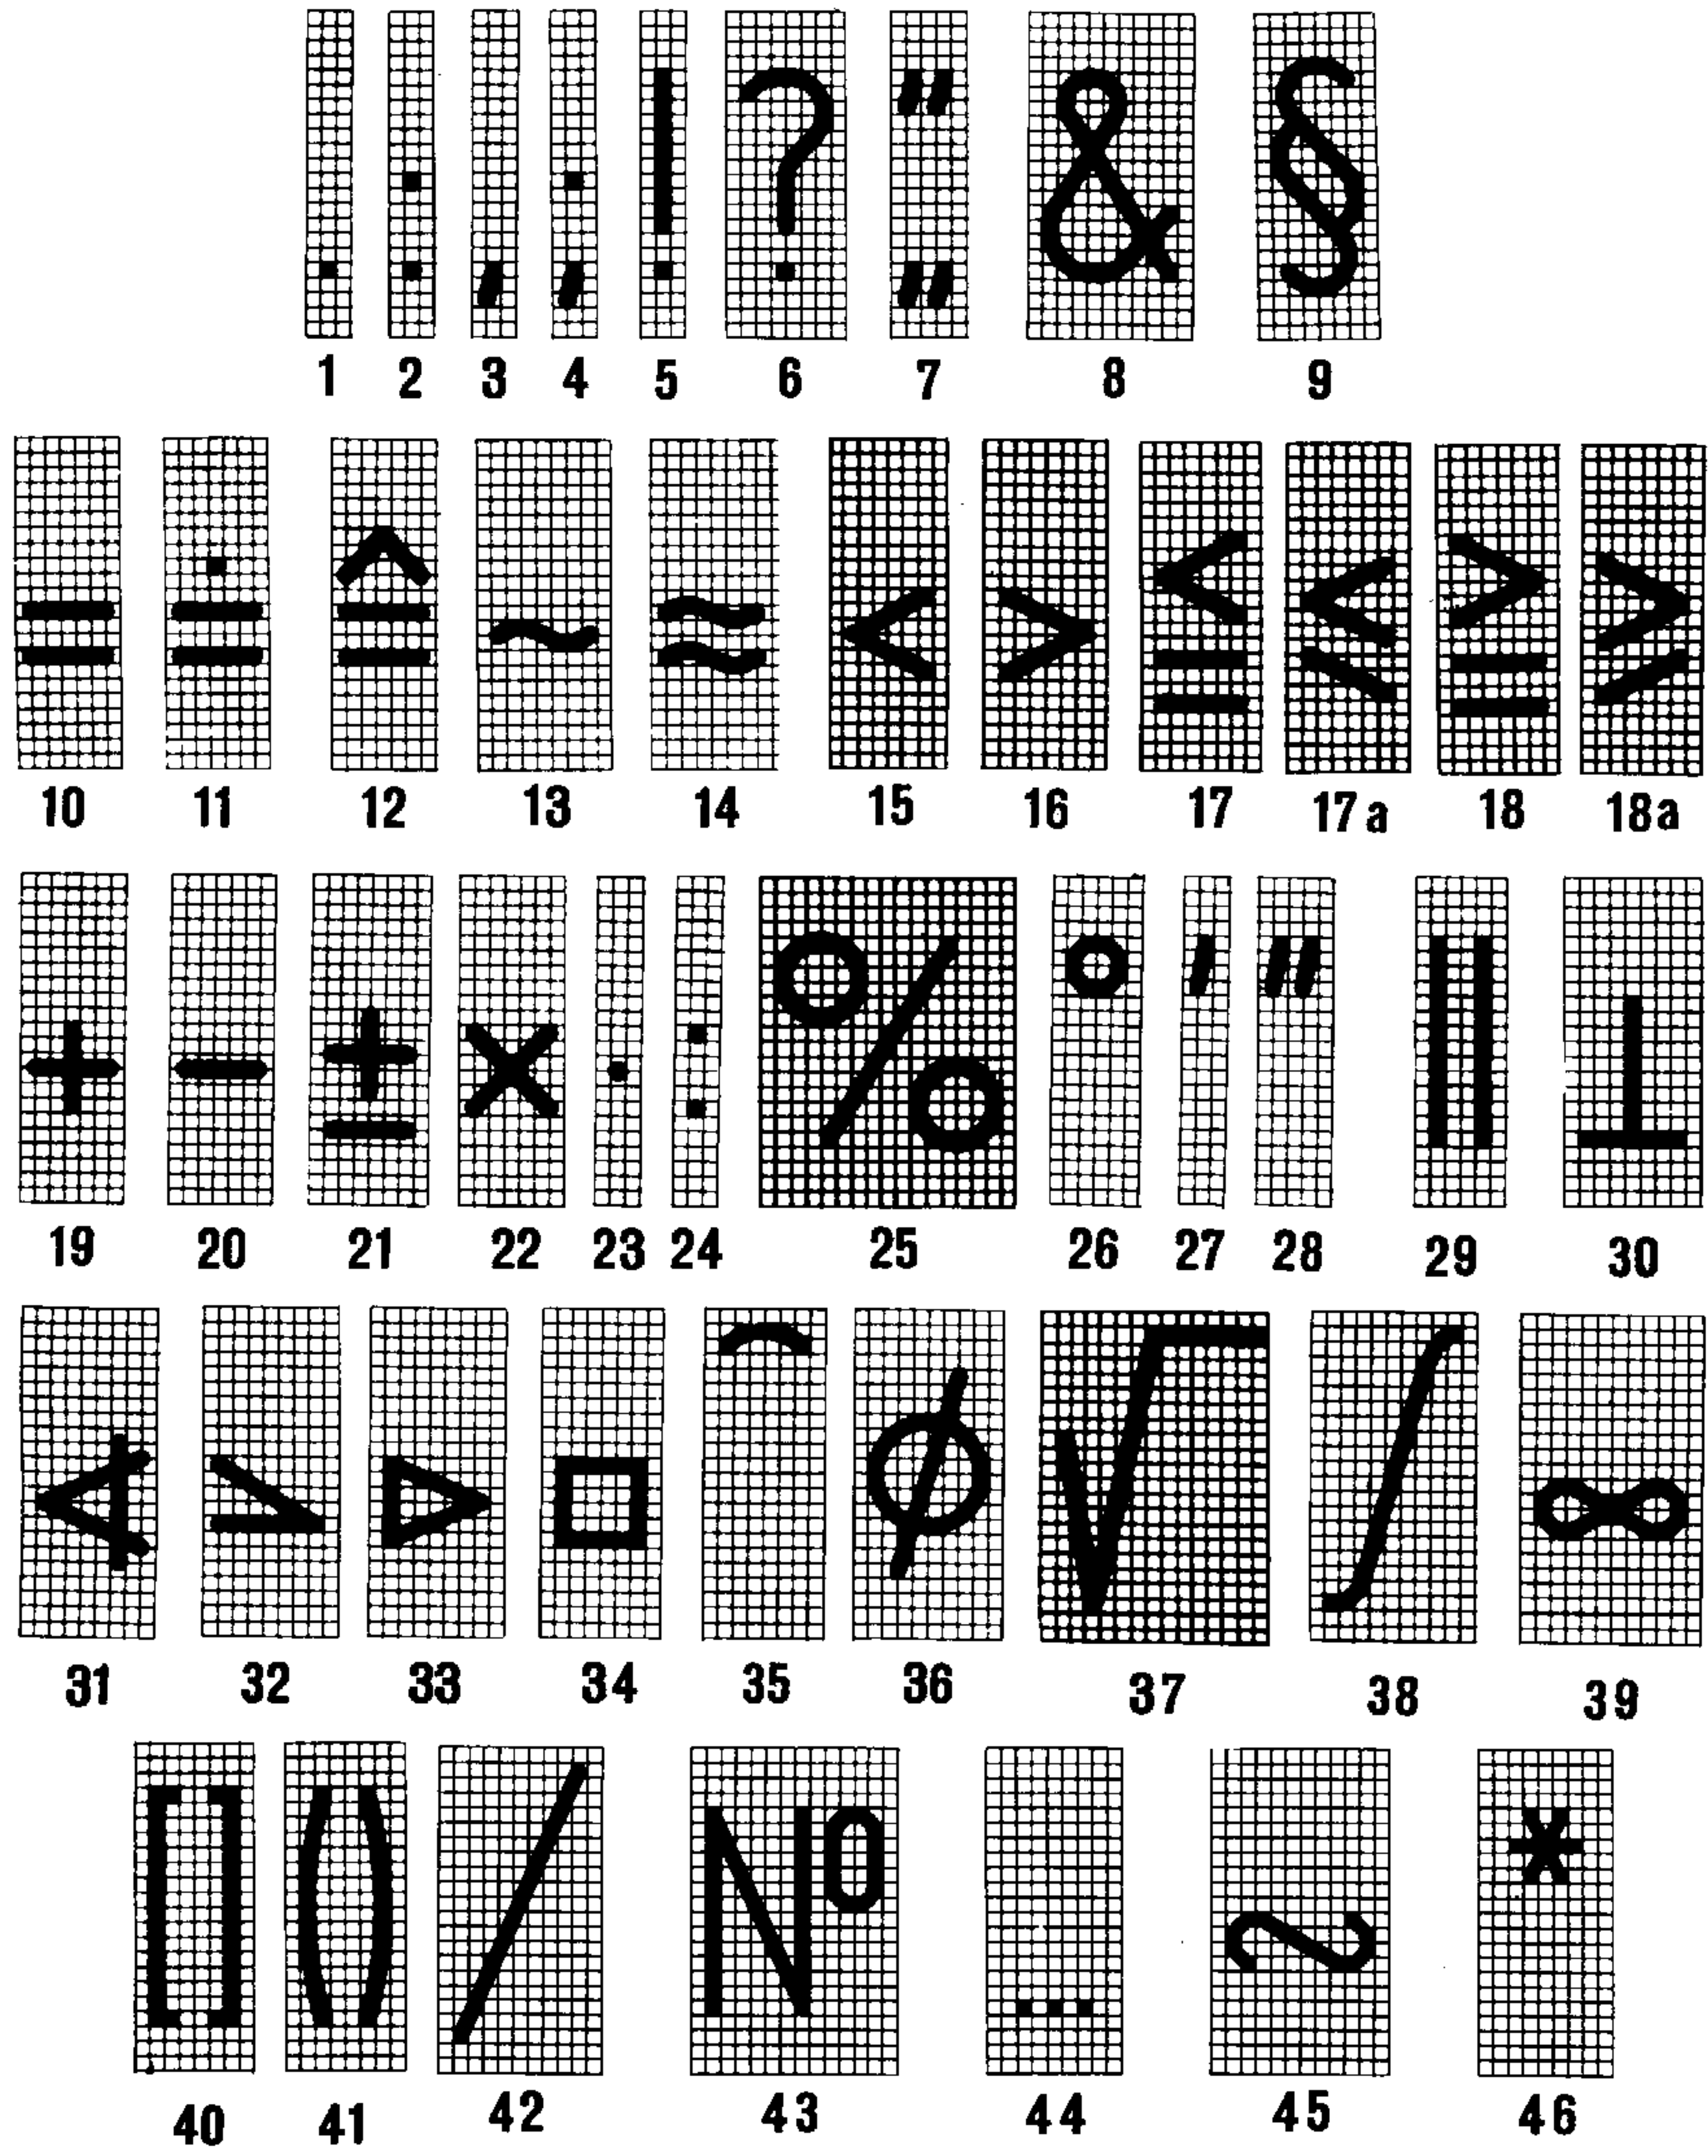 . : , ; ! ? " „ & §
1 2 3 4 5 6 7 8 9
= ≐ ≙ ~ ≈ < > ≦ ⩽ ≧ ⩾
10 11 12 13 14 15 16 17 17a 18 18a
+ − ± × · : % ° ′ ″ ∥ ⊥
19 20 21 22 23 24 25 26 27 28 29 30
∢ ▷ □ ⌒ ∅ √ ∫ ∞
31 32 33 34 35 36 37 38 39
[ ] ( ) / № ... ∽ *
40 41 42 43 44 45 46